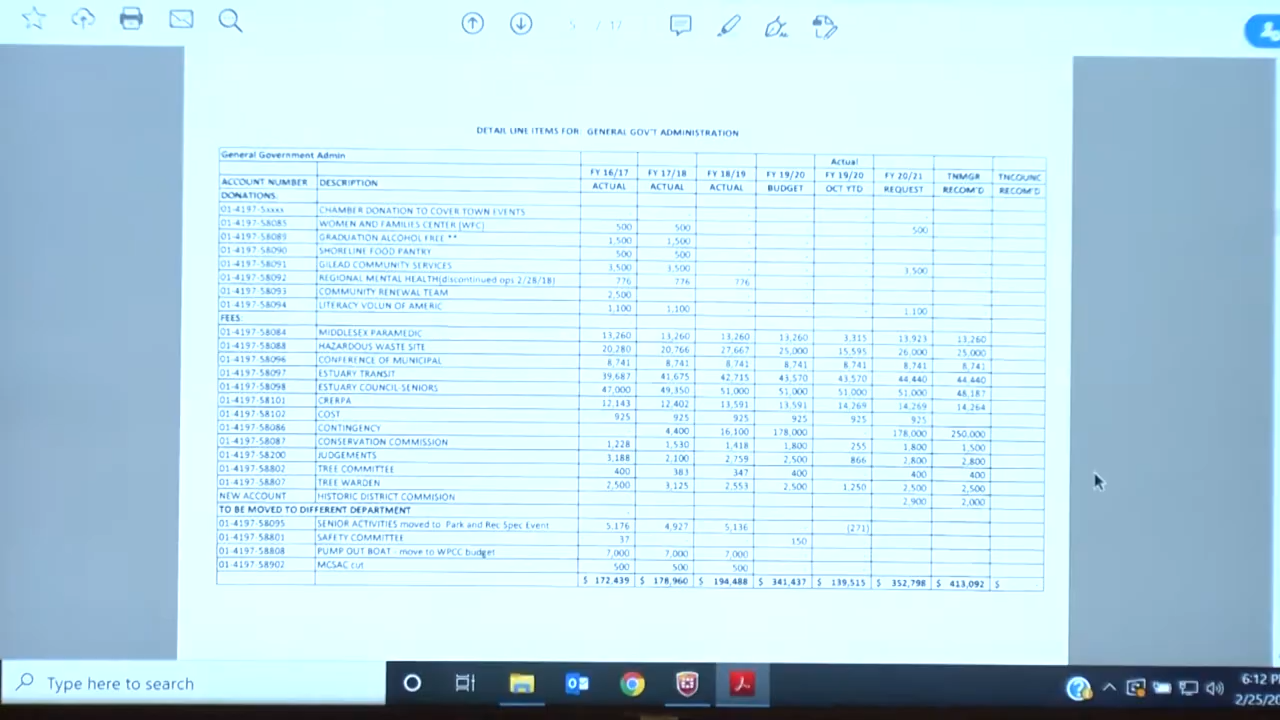 5 / 17
DETAIL LINE ITEMS FOR: GENERAL GOV'T ADMINISTRATION
General Government Admin
Actual
FY 16/17 FY 17/18 FY 18/19 FY 19/20 FY 19/20 FY 20/21 TNMGR TNCOUNC
ACCOUNT NUMBER DESCRIPTION ACTUAL ACTUAL ACTUAL BUDGET OCT YTD REQUEST RECOM'D RECOM'D
DONATIONS:
01-4197-5xxxx CHAMBER DONATION TO COVER TOWN EVENTS
01-4197-58085 WOMEN AND FAMILIES CENTER (WFC) 500 500 500
01-4197-58089 GRADUATION ALCOHOL FREE ** 1,500 1,500
01-4197-58090 SHORELINE FOOD PANTRY 500 500
01-4197-58091 GILEAD COMMUNITY SERVICES 3,500 3,500 3,500
01-4197-58092 REGIONAL MENTAL HEALTH(discontinued ops 2/28/18) 776 776 776
01-4197-58093 COMMUNITY RENEWAL TEAM 2,500
01-4197-58094 LITERACY VOLUN OF AMERIC 1,100 1,100 1,100
FEES:
01-4197-58084 MIDDLESEX PARAMEDIC 13,260 13,260 13,260 13,260 3,315 13,923 13,260
01-4197-58088 HAZARDOUS WASTE SITE 20,280 20,766 27,667 25,000 15,595 26,000 25,000
01-4197-58096 CONFERENCE OF MUNICIPAL 8,741 8,741 8,741 8,741 8,741 8,741 8,741
01-4197-58097 ESTUARY TRANSIT 39,687 41,675 42,715 43,570 43,570 44,440 44,440
01-4197-58098 ESTUARY COUNCIL SENIORS 47,000 49,350 51,000 51,000 51,000 51,000 48,187
01-4197-58101 CRERPA 12,143 12,402 13,591 13,591 14,269 14,269 14,264
01-4197-58102 COST 925 925 925 925 925 925
01-4197-58086 CONTINGENCY 4,400 16,100 178,000 178,000 250,000
01-4197-58087 CONSERVATION COMMISSION 1,228 1,530 1,418 1,800 255 1,800 1,500
01-4197-58200 JUDGEMENTS 3,188 2,100 2,759 2,500 866 2,800 2,800
01-4197-58802 TREE COMMITTEE 400 383 347 400 400 400
01-4197-58807 TREE WARDEN 2,500 3,125 2,553 2,500 1,250 2,500 2,500
NEW ACCOUNT HISTORIC DISTRICT COMMISION 2,900 2,000
TO BE MOVED TO DIFFERENT DEPARTMENT
01-4197-58095 SENIOR ACTIVITIES moved to Park and Rec Spec Event 5,176 4,927 5,136 (271)
01-4197-58801 SAFETY COMMITTEE 37 150
01-4197-58808 PUMP OUT BOAT - move to WPCC budget 7,000 7,000 7,000
01-4197-58902 MCSAC cut 500 500 500
$ 172,439 $ 178,960 $ 194,488 $ 341,437 $ 139,515 $ 352,798 $ 413,092 $
Type here to search
6:12 P
2/25/20